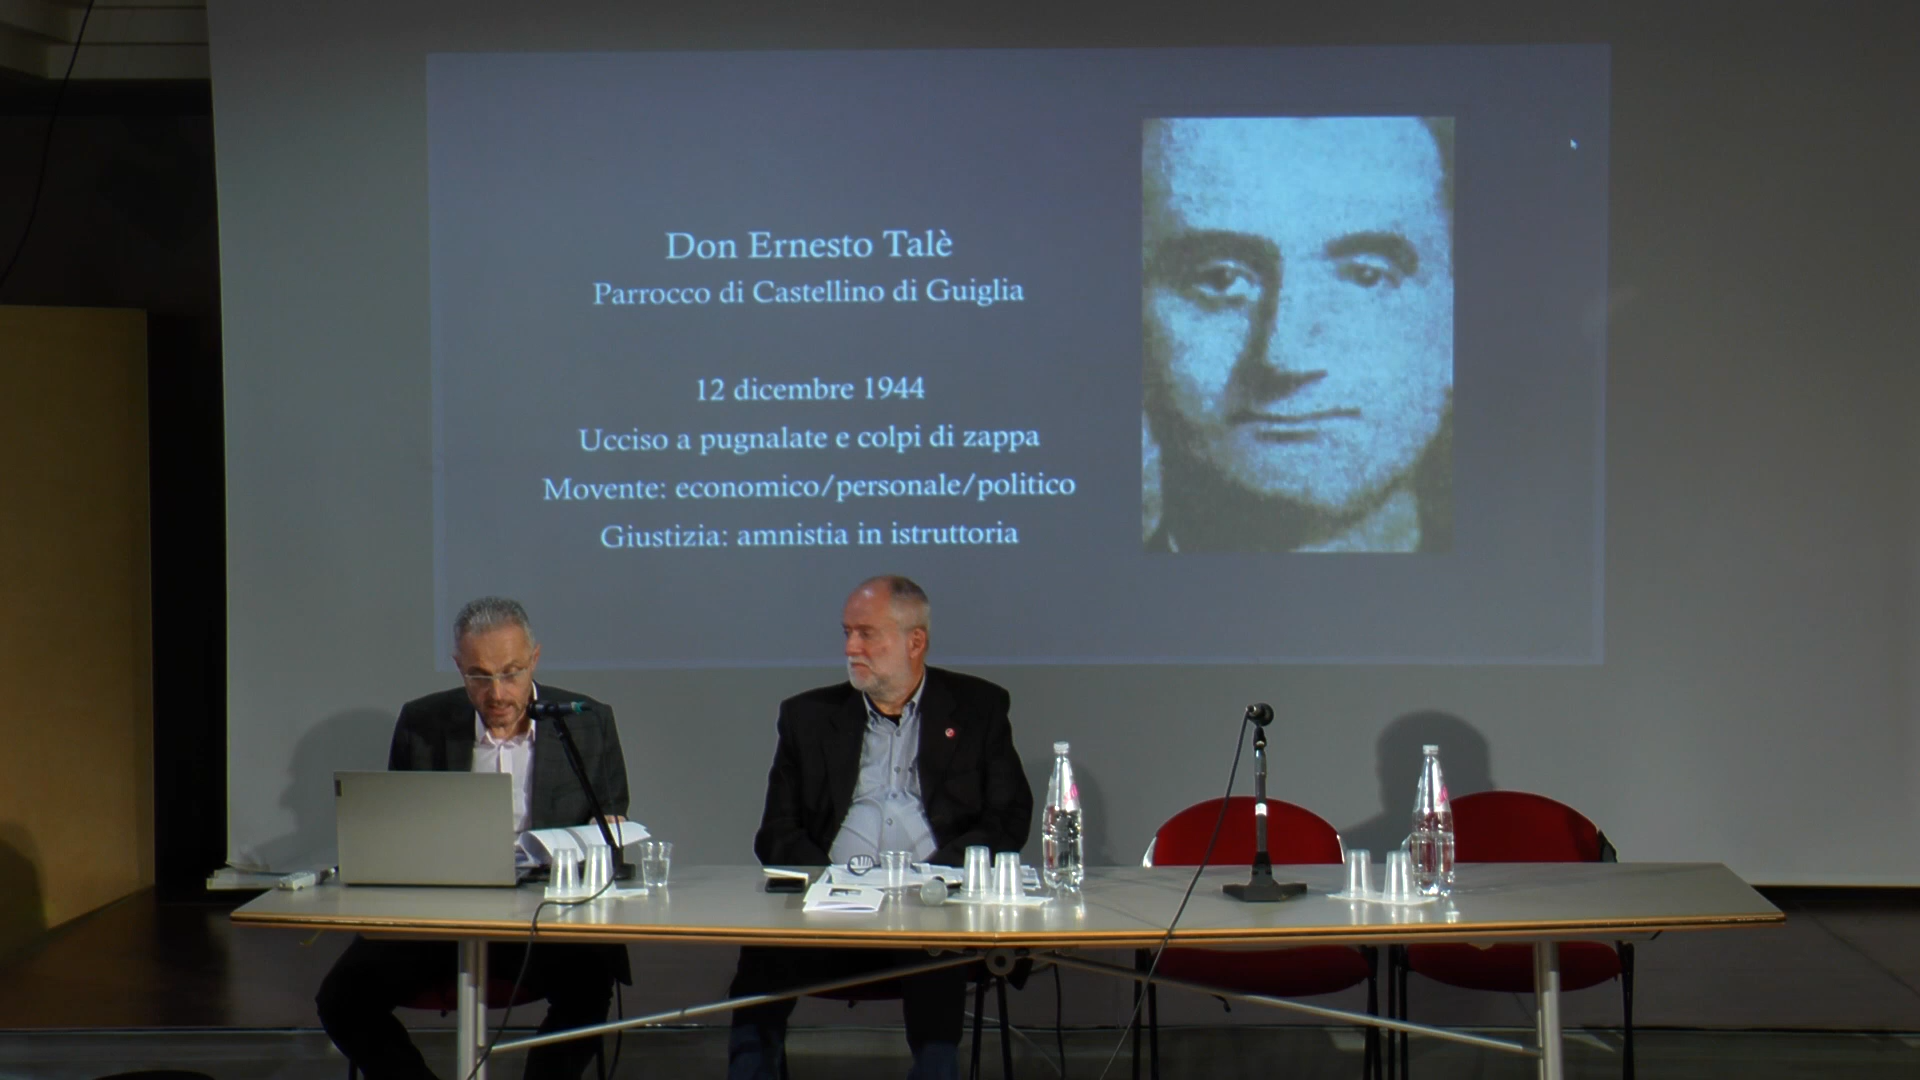 Don Ernesto Talè
Parrocco di Castellino di Guiglia
12 dicembre 1944
Ucciso a pugnalate e colpi di zappa
Movente: economico/personale/politico
Giustizia: amnistia in istruttoria